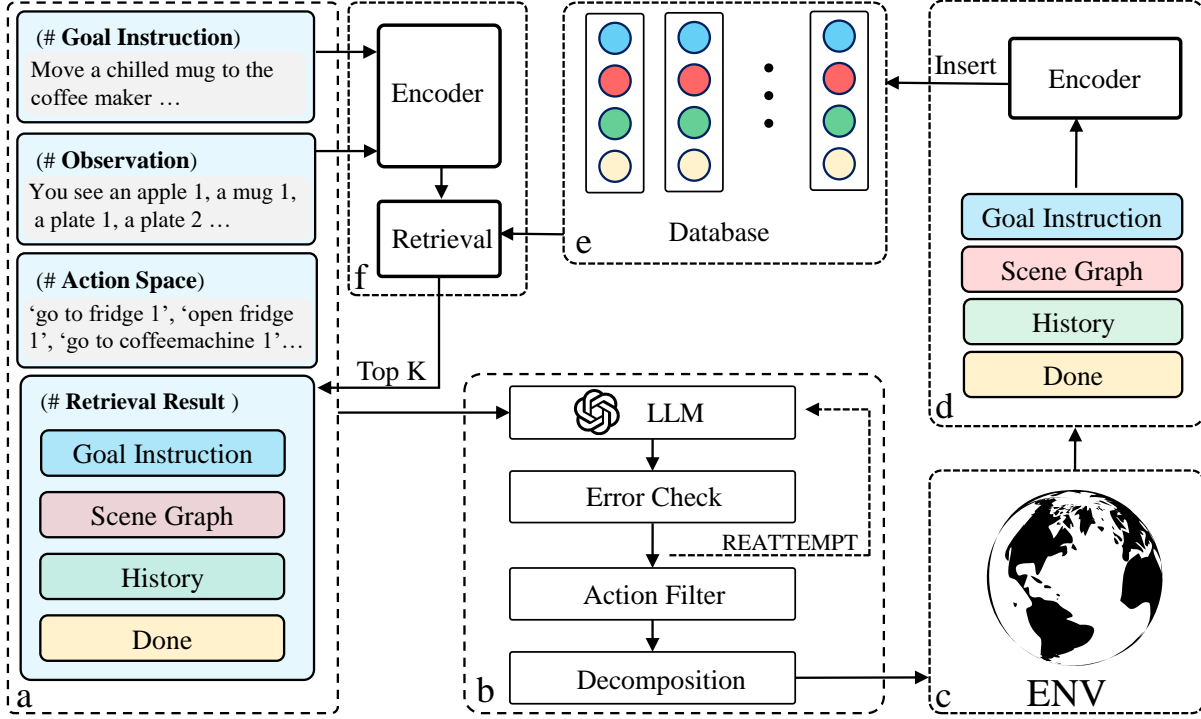 (# Goal Instruction)
Move a chilled mug to the
coffee maker …
(# Observation)
You see an apple 1, a mug 1,
a plate 1, a plate 2 …
(# Action Space)
‘go to fridge 1’, ‘open fridge
1’, ‘go to coffeemachine 1’…
(# Retrieval Result )
Goal Instruction
Scene Graph
History
Done
a
Encoder
Retrieval
f
Top K
Database
e
Insert
Encoder
Goal Instruction
Scene Graph
History
Done
d
LLM
Error Check
REATTEMPT
Action Filter
Decomposition
b
ENV
c